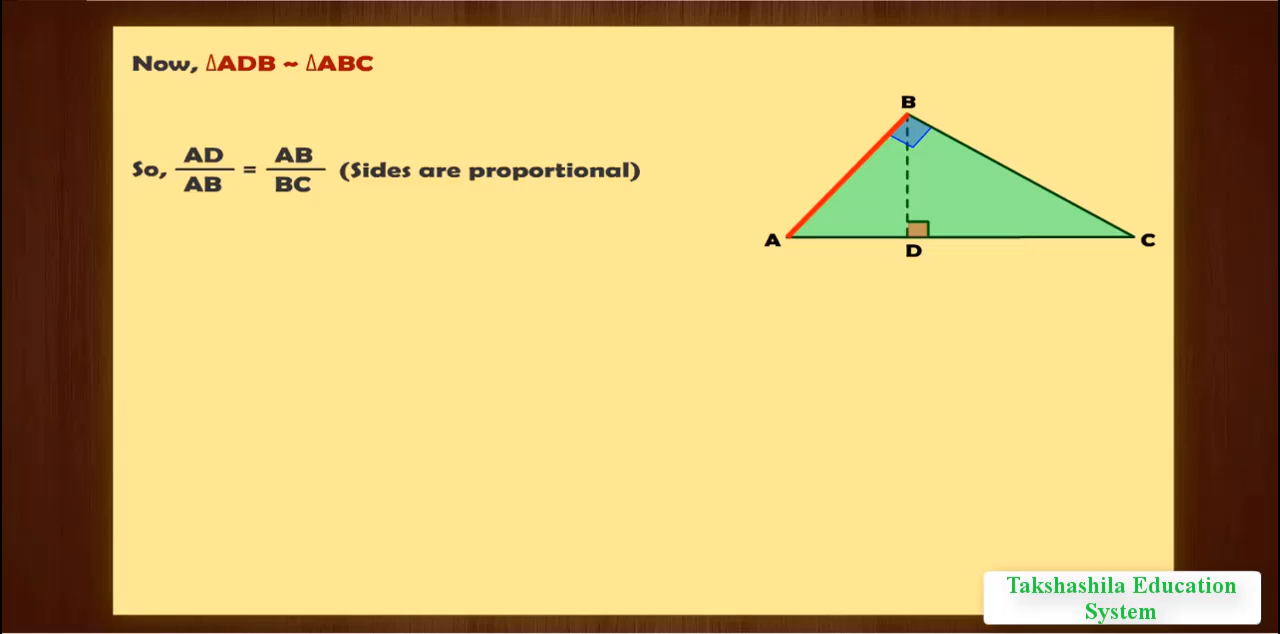 Now, ΔADB ~ ΔABC
So, AD/AB = AB/BC (Sides are proportional)
B
A
D
C
Takshashila Education
System